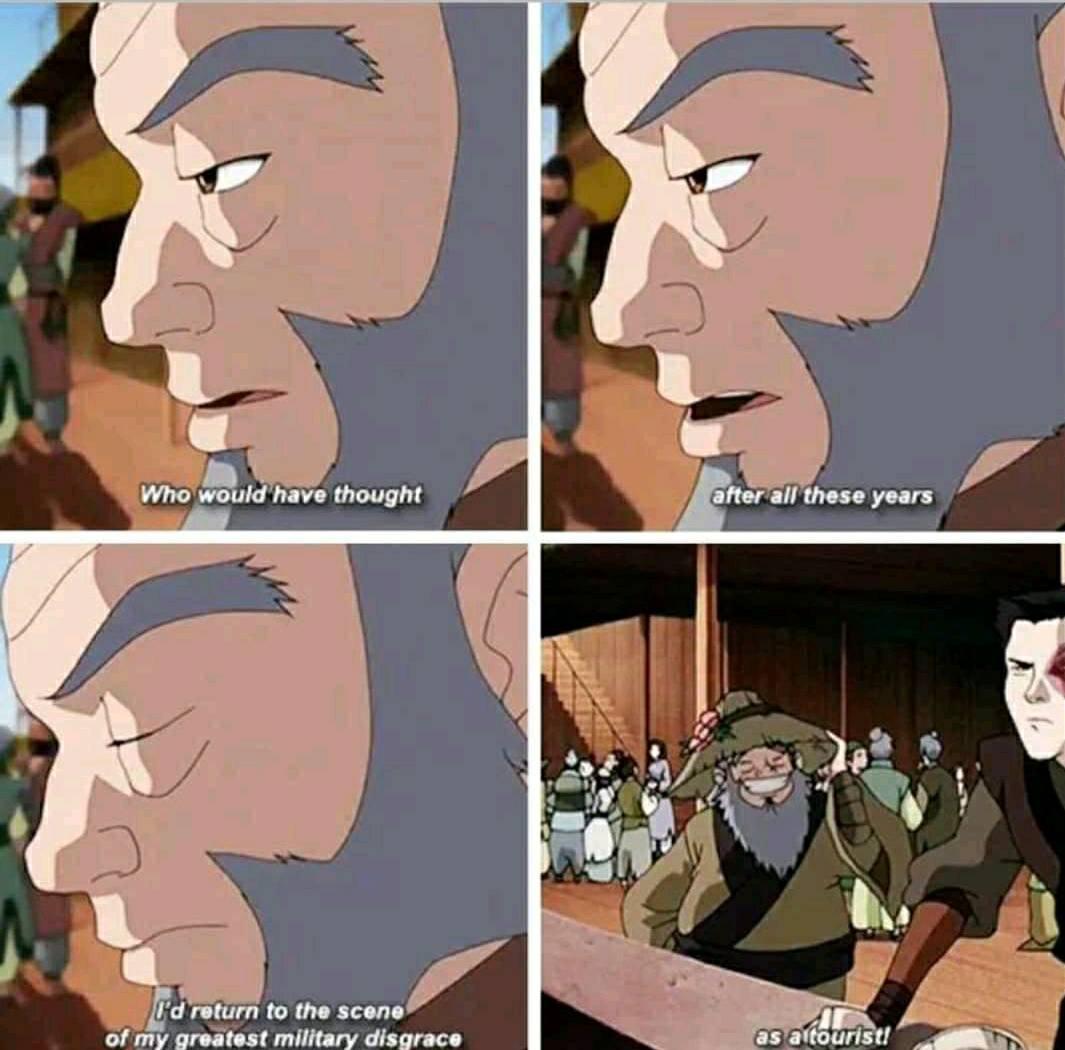 Who would have thought
after all these years
I'd return to the scene
of my greatest military disgrace
as a tourist!